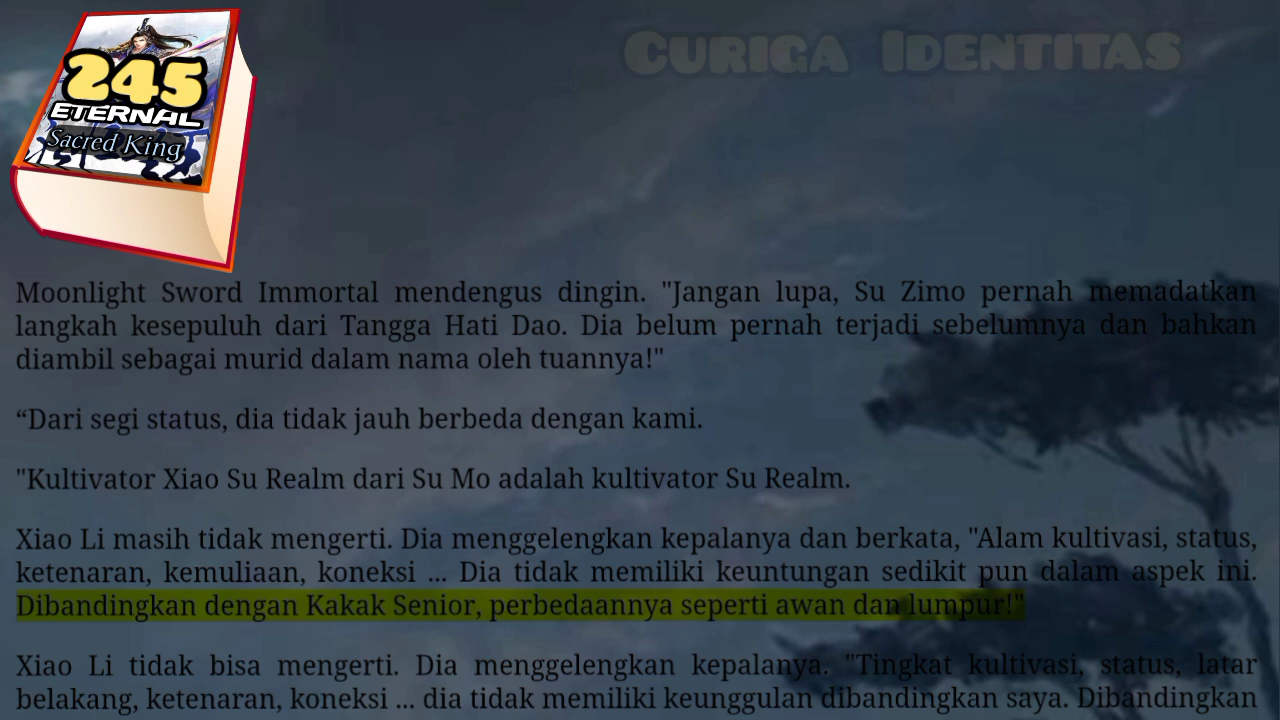 245
ETERNAL
Sacred King
CURIGA IDENTITAS
Moonlight Sword Immortal mendengus dingin. "Jangan lupa, Su Zimo pernah memadatkan
langkah kesepuluh dari Tangga Hati Dao. Dia belum pernah terjadi sebelumnya dan bahkan
diambil sebagai murid dalam nama oleh tuannya!"
“Dari segi status, dia tidak jauh berbeda dengan kami.
"Kultivator Xiao Su Realm dari Su Mo adalah kultivator Su Realm.
Xiao Li masih tidak mengerti. Dia menggelengkan kepalanya dan berkata, "Alam kultivasi, status,
ketenaran, kemuliaan, koneksi ... Dia tidak memiliki keuntungan sedikit pun dalam aspek ini.
Dibandingkan dengan Kakak Senior, perbedaannya seperti awan dan lumpur!"
Xiao Li tidak bisa mengerti. Dia menggelengkan kepalanya. "Tingkat kultivasi, status, latar
belakang, ketenaran, koneksi ... dia tidak memiliki keunggulan dibandingkan saya. Dibandingkan